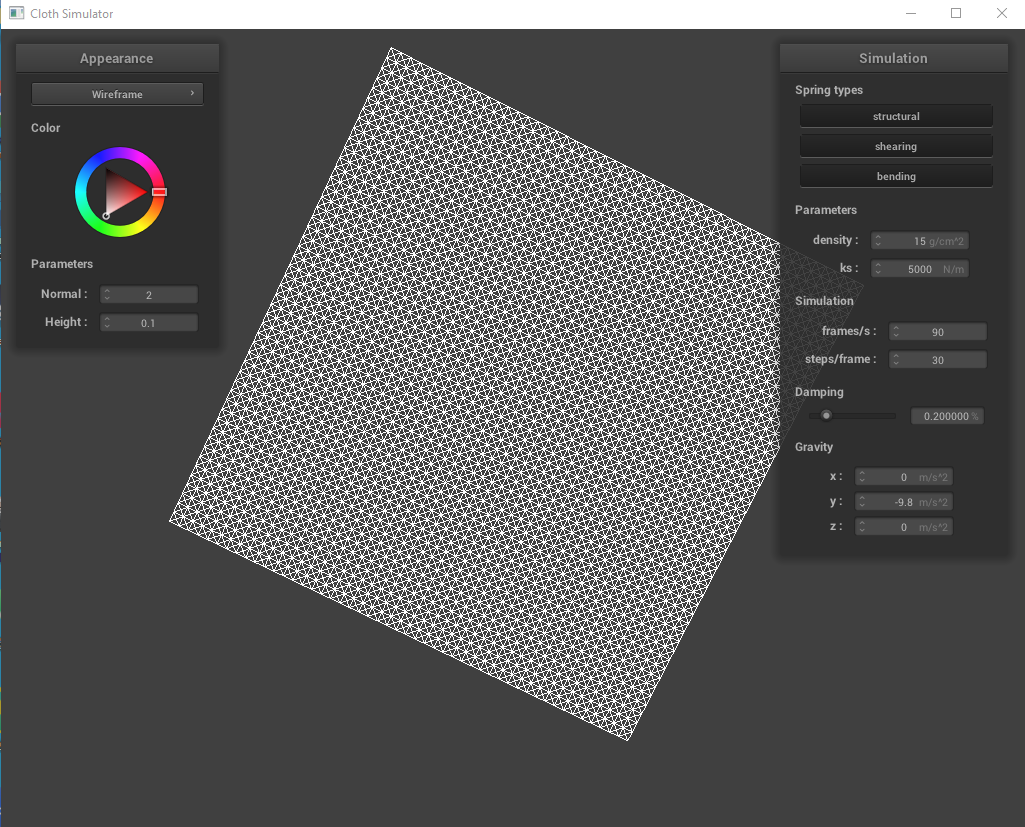 Cloth Simulator
Appearance
Wireframe
Color
Parameters
Normal : 2
Height : 0.1
Simulation
Spring types
structural
shearing
bending
Parameters
density : 15 g/cm^2
ks : 5000 N/m
Simulation
frames/s : 90
steps/frame : 30
Damping
0.200000 %
Gravity
x : 0 m/s^2
y : -9.8 m/s^2
z : 0 m/s^2